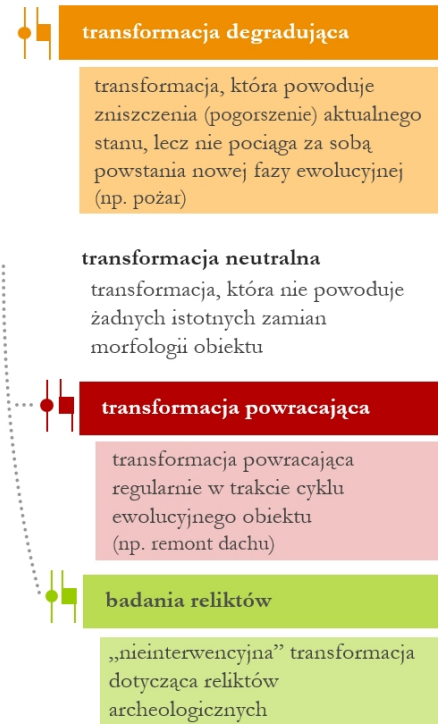 transformacja degradująca
transformacja, która powoduje
zniszczenia (pogorszenie) aktualnego
stanu, lecz nie pociąga za sobą
powstania nowej fazy ewolucyjnej
(np. pożar)
transformacja neutralna
transformacja, która nie powoduje
żadnych istotnych zamian
morfologii obiektu
transformacja powracająca
transformacja powracająca
regularnie w trakcie cyklu
ewolucyjnego obiektu
(np. remont dachu)
badania reliktów
„nieinterwencyjna” transformacja
dotycząca reliktów
archeologicznych